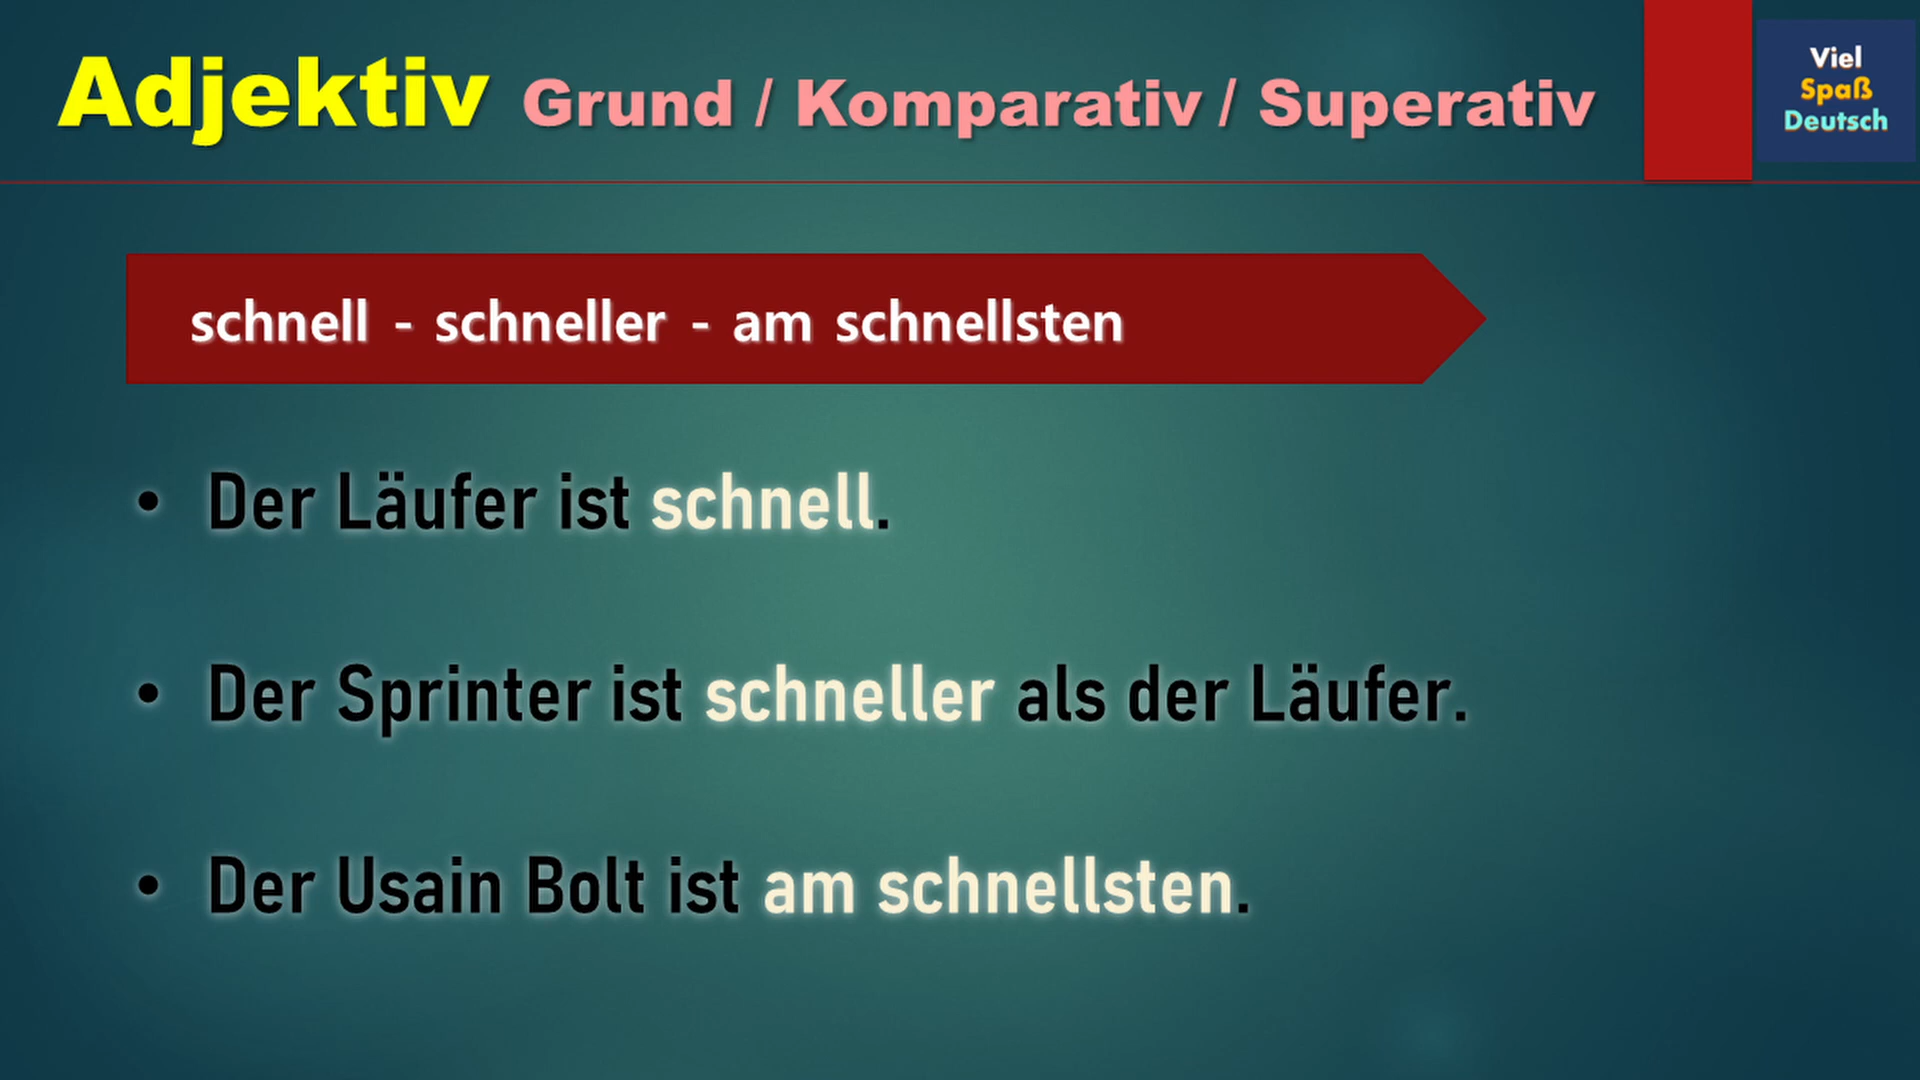 Adjektiv Grund / Komparativ / Superativ
Viel
Spaß
Deutsch
schnell - schneller - am schnellsten
• Der Läufer ist schnell.
• Der Sprinter ist schneller als der Läufer.
• Der Usain Bolt ist am schnellsten.